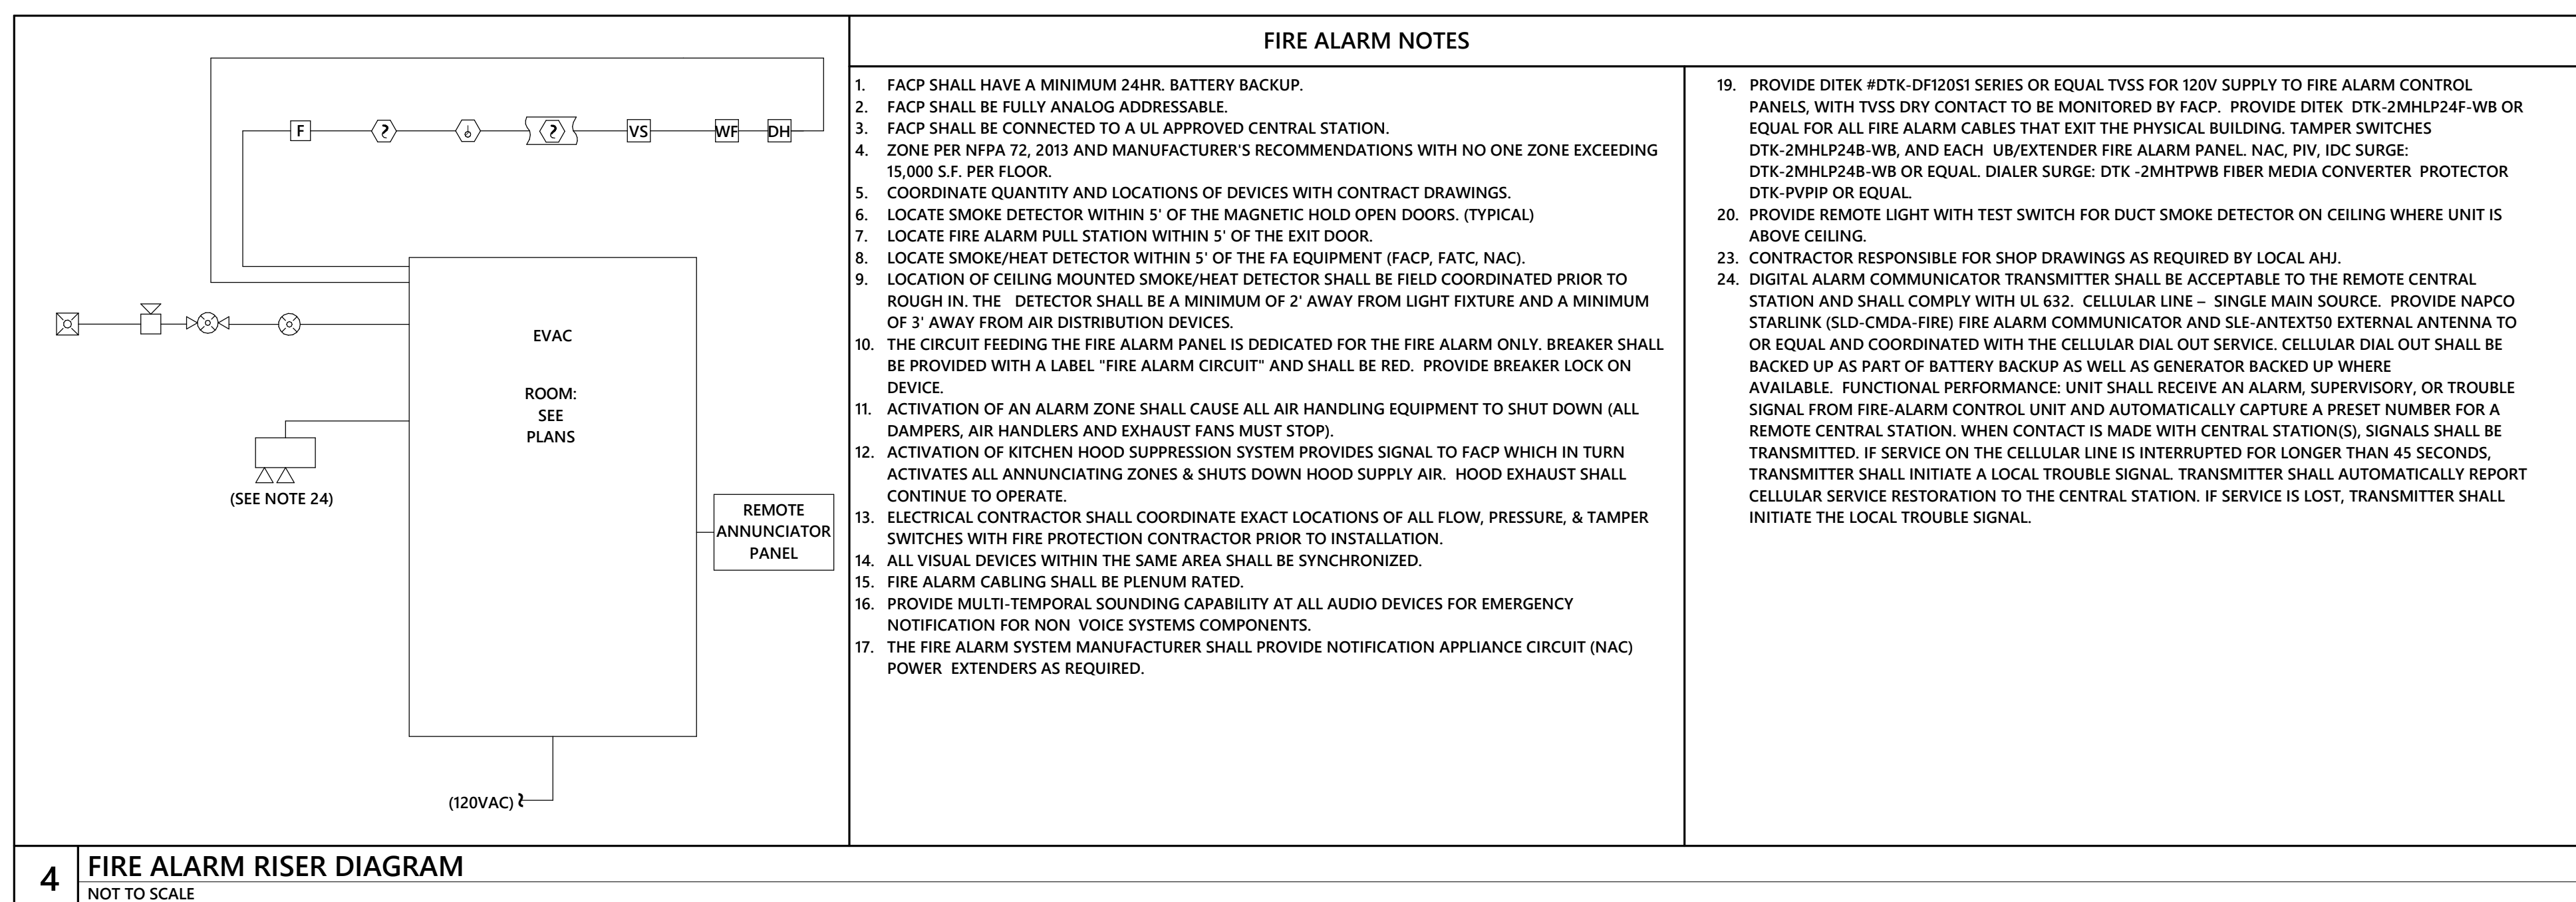 F
VS
WF
DH
EVAC
ROOM:
SEE
PLANS
(SEE NOTE 24)
REMOTE
ANNUNCIATOR
PANEL
(120VAC)
FIRE ALARM NOTES
1. FACP SHALL HAVE A MINIMUM 24HR. BATTERY BACKUP.
2. FACP SHALL BE FULLY ANALOG ADDRESSABLE.
3. FACP SHALL BE CONNECTED TO A UL APPROVED CENTRAL STATION.
4. ZONE PER NFPA 72, 2013 AND MANUFACTURER'S RECOMMENDATIONS WITH NO ONE ZONE EXCEEDING
15,000 S.F. PER FLOOR.
5. COORDINATE QUANTITY AND LOCATIONS OF DEVICES WITH CONTRACT DRAWINGS.
6. LOCATE SMOKE DETECTOR WITHIN 5' OF THE MAGNETIC HOLD OPEN DOORS. (TYPICAL)
7. LOCATE FIRE ALARM PULL STATION WITHIN 5' OF THE EXIT DOOR.
8. LOCATE SMOKE/HEAT DETECTOR WITHIN 5' OF THE FA EQUIPMENT (FACP, FATC, NAC).
9. LOCATION OF CEILING MOUNTED SMOKE/HEAT DETECTOR SHALL BE FIELD COORDINATED PRIOR TO
ROUGH IN. THE DETECTOR SHALL BE A MINIMUM OF 2' AWAY FROM LIGHT FIXTURE AND A MINIMUM
OF 3' AWAY FROM AIR DISTRIBUTION DEVICES.
10. THE CIRCUIT FEEDING THE FIRE ALARM PANEL IS DEDICATED FOR THE FIRE ALARM ONLY. BREAKER SHALL
BE PROVIDED WITH A LABEL "FIRE ALARM CIRCUIT" AND SHALL BE RED. PROVIDE BREAKER LOCK ON
DEVICE.
11. ACTIVATION OF AN ALARM ZONE SHALL CAUSE ALL AIR HANDLING EQUIPMENT TO SHUT DOWN (ALL
DAMPERS, AIR HANDLERS AND EXHAUST FANS MUST STOP).
12. ACTIVATION OF KITCHEN HOOD SUPPRESSION SYSTEM PROVIDES SIGNAL TO FACP WHICH IN TURN
ACTIVATES ALL ANNUNCIATING ZONES & SHUTS DOWN HOOD SUPPLY AIR. HOOD EXHAUST SHALL
CONTINUE TO OPERATE.
13. ELECTRICAL CONTRACTOR SHALL COORDINATE EXACT LOCATIONS OF ALL FLOW, PRESSURE, & TAMPER
SWITCHES WITH FIRE PROTECTION CONTRACTOR PRIOR TO INSTALLATION.
14. ALL VISUAL DEVICES WITHIN THE SAME AREA SHALL BE SYNCHRONIZED.
15. FIRE ALARM CABLING SHALL BE PLENUM RATED.
16. PROVIDE MULTI-TEMPORAL SOUNDING CAPABILITY AT ALL AUDIO DEVICES FOR EMERGENCY
NOTIFICATION FOR NON VOICE SYSTEMS COMPONENTS.
17. THE FIRE ALARM SYSTEM MANUFACTURER SHALL PROVIDE NOTIFICATION APPLIANCE CIRCUIT (NAC)
POWER EXTENDERS AS REQUIRED.
19. PROVIDE DITEK #DTK-DF120S1 SERIES OR EQUAL TVSS FOR 120V SUPPLY TO FIRE ALARM CONTROL
PANELS, WITH TVSS DRY CONTACT TO BE MONITORED BY FACP. PROVIDE DITEK DTK-2MHLP24F-WB OR
EQUAL FOR ALL FIRE ALARM CABLES THAT EXIT THE PHYSICAL BUILDING. TAMPER SWITCHES
DTK-2MHLP24B-WB, AND EACH UB/EXTENDER FIRE ALARM PANEL. NAC, PIV, IDC SURGE:
DTK-2MHLP24B-WB OR EQUAL. DIALER SURGE: DTK -2MHTPWB FIBER MEDIA CONVERTER PROTECTOR
DTK-PVPIP OR EQUAL.
20. PROVIDE REMOTE LIGHT WITH TEST SWITCH FOR DUCT SMOKE DETECTOR ON CEILING WHERE UNIT IS
ABOVE CEILING.
23. CONTRACTOR RESPONSIBLE FOR SHOP DRAWINGS AS REQUIRED BY LOCAL AHJ.
24. DIGITAL ALARM COMMUNICATOR TRANSMITTER SHALL BE ACCEPTABLE TO THE REMOTE CENTRAL
STATION AND SHALL COMPLY WITH UL 632. CELLULAR LINE – SINGLE MAIN SOURCE. PROVIDE NAPCO
STARLINK (SLD-CMDA-FIRE) FIRE ALARM COMMUNICATOR AND SLE-ANTEXT50 EXTERNAL ANTENNA TO
OR EQUAL AND COORDINATED WITH THE CELLULAR DIAL OUT SERVICE. CELLULAR DIAL OUT SHALL BE
BACKED UP AS PART OF BATTERY BACKUP AS WELL AS GENERATOR BACKED UP WHERE
AVAILABLE. FUNCTIONAL PERFORMANCE: UNIT SHALL RECEIVE AN ALARM, SUPERVISORY, OR TROUBLE
SIGNAL FROM FIRE-ALARM CONTROL UNIT AND AUTOMATICALLY CAPTURE A PRESET NUMBER FOR A
REMOTE CENTRAL STATION. WHEN CONTACT IS MADE WITH CENTRAL STATION(S), SIGNALS SHALL BE
TRANSMITTED. IF SERVICE ON THE CELLULAR LINE IS INTERRUPTED FOR LONGER THAN 45 SECONDS,
TRANSMITTER SHALL INITIATE A LOCAL TROUBLE SIGNAL. TRANSMITTER SHALL AUTOMATICALLY REPORT
CELLULAR SERVICE RESTORATION TO THE CENTRAL STATION. IF SERVICE IS LOST, TRANSMITTER SHALL
INITIATE THE LOCAL TROUBLE SIGNAL.
4
FIRE ALARM RISER DIAGRAM
NOT TO SCALE